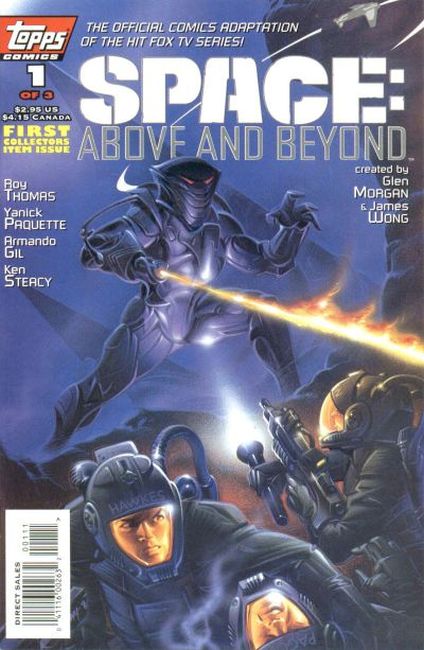 Topps
COMICS
1
OF 3
$2.95 US
$4.15 CANADA
FIRST
COLLECTORS
ITEM ISSUE
THE OFFICIAL COMICS ADAPTATION
OF THE HIT FOX TV SERIES!
SPACE:
ABOVE AND BEYOND™
created by
Glen
MORGAN
& James
WONG
Roy
THOMAS
Yanick
PAQUETTE
Armando
GIL
Ken
STEACY
HAWKES
DIRECT SALES
00111